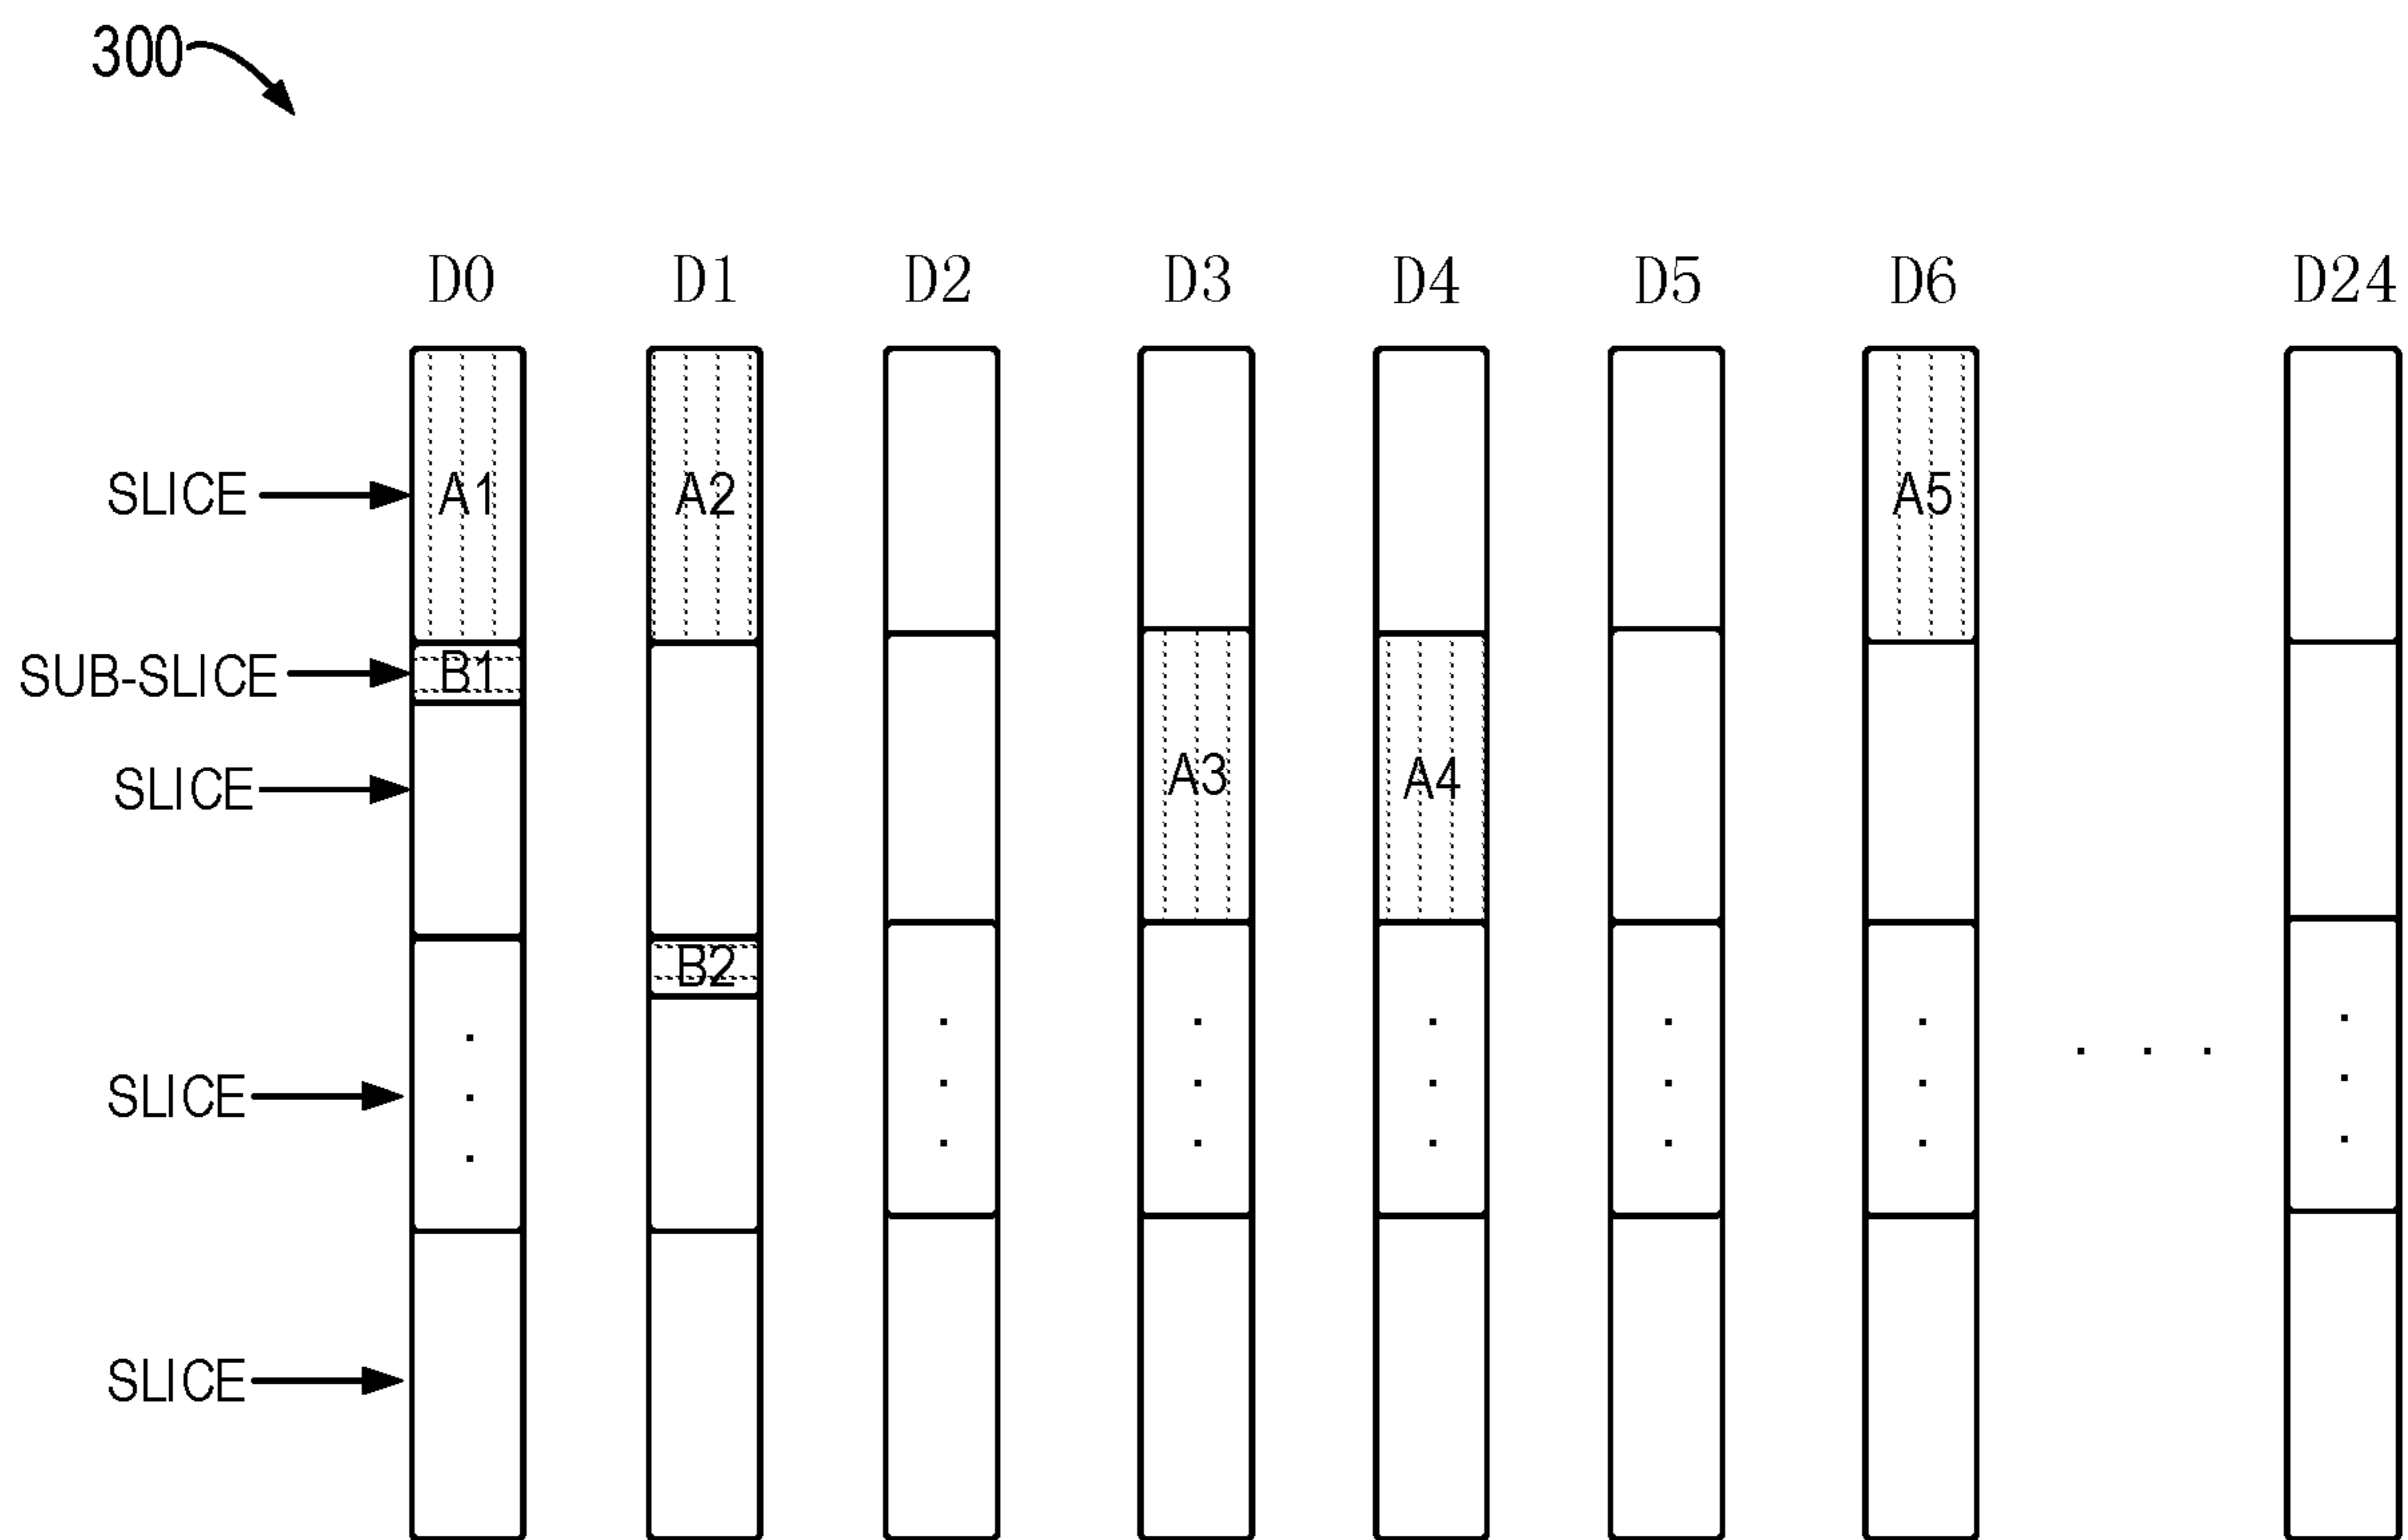 300
D0 D1 D2 D3 D4 D5 D6 D24
SLICE A1 A2 A5
SUB-SLICE B1
SLICE A3 A4
B2
SLICE
SLICE